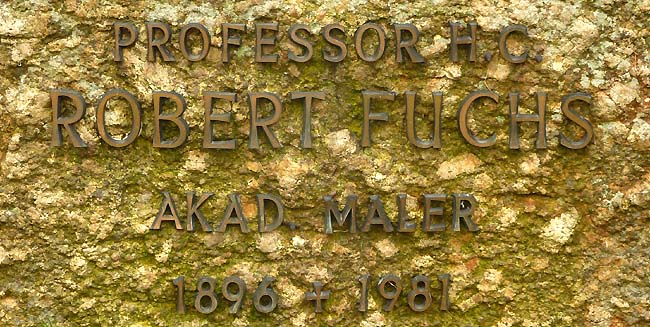 PROFESSOR H.C.
ROBERT FUCHS
AKAD. MALER
1896 + 1981